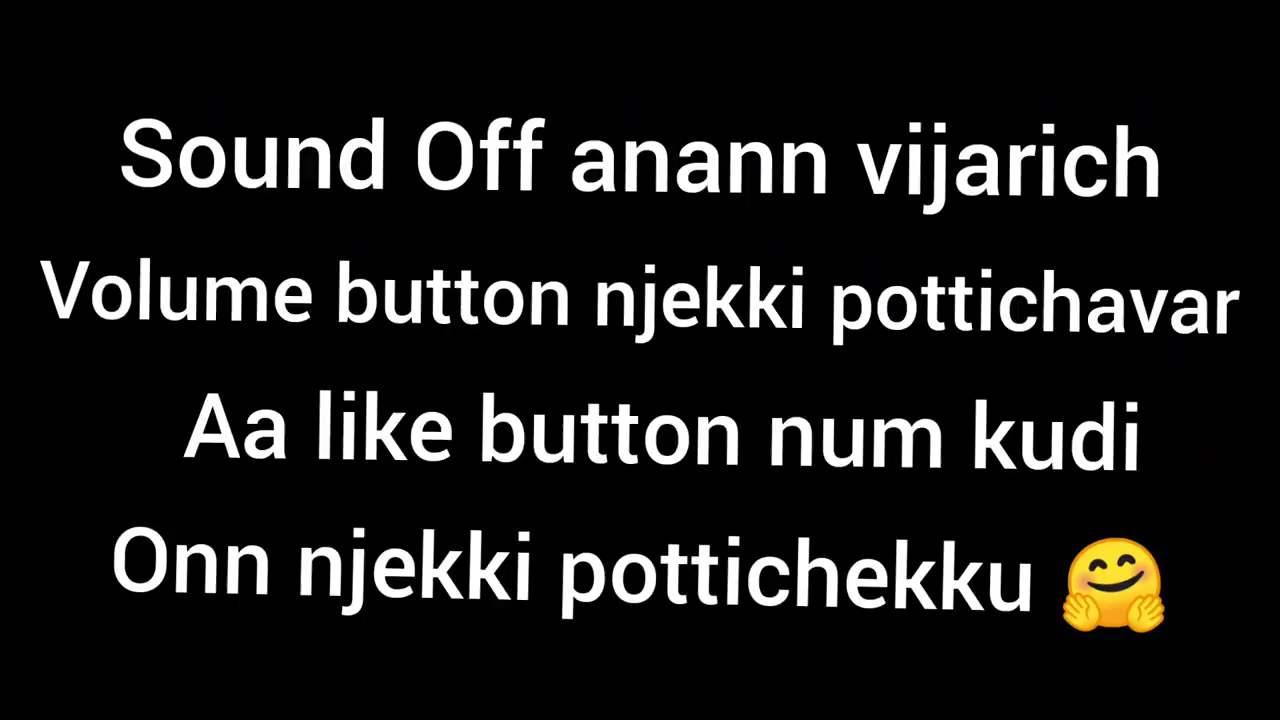 Sound Off anann vijarich
Volume button njekki pottichavar
Aa like button num kudi
Onn njekki pottichekku 🤗